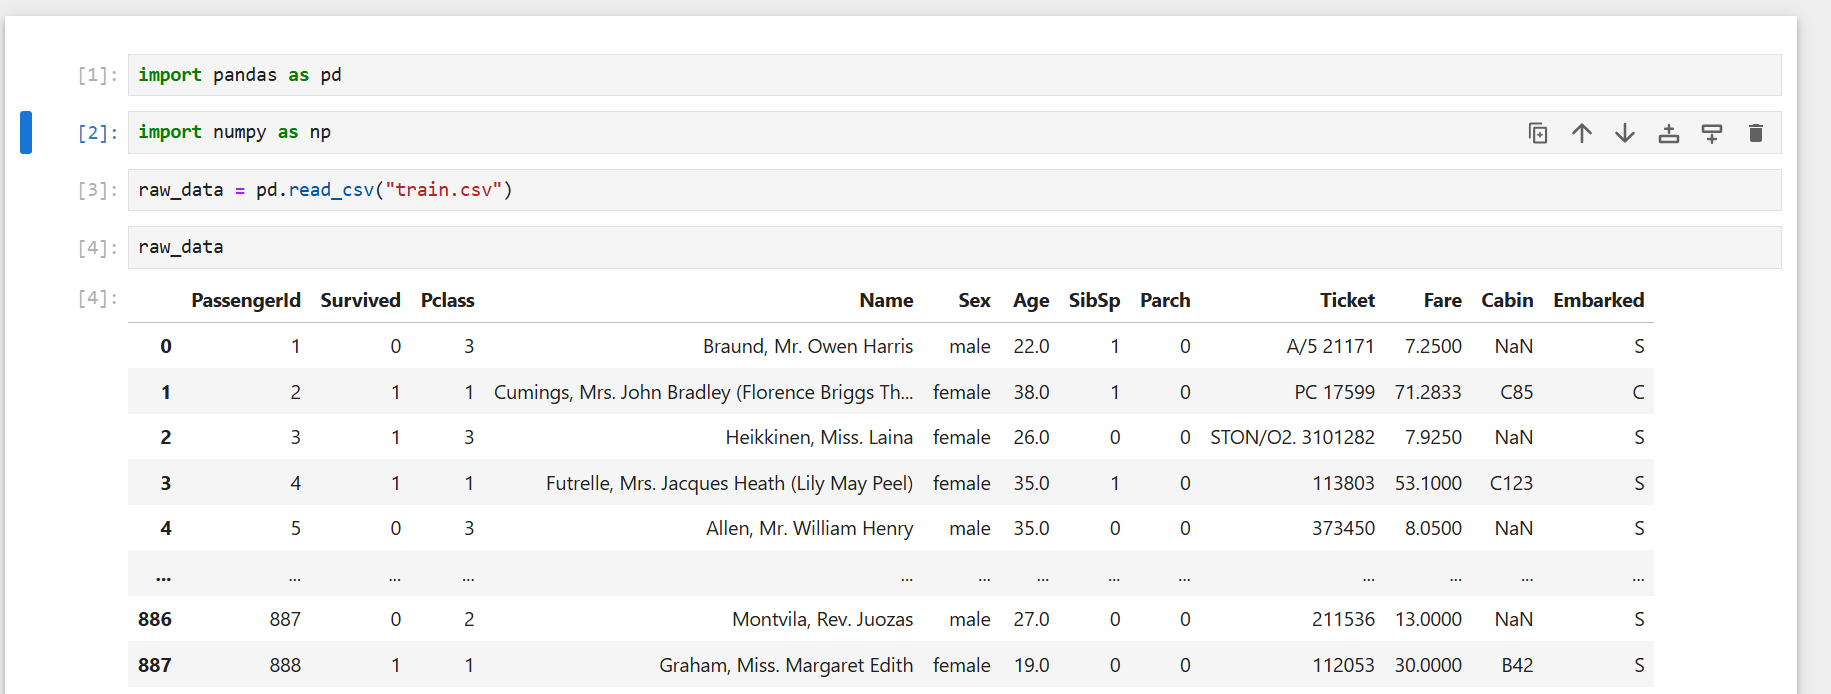 [1]: import pandas as pd
[2]: import numpy as np
[3]: raw_data = pd.read_csv("train.csv")
[4]: raw_data
[4]: PassengerId Survived Pclass Name Sex Age SibSp Parch Ticket Fare Cabin Embarked
0 1 0 3 Braund, Mr. Owen Harris male 22.0 1 0 A/5 21171 7.2500 NaN S
1 2 1 1 Cumings, Mrs. John Bradley (Florence Briggs Th... female 38.0 1 0 PC 17599 71.2833 C85 C
2 3 1 3 Heikkinen, Miss. Laina female 26.0 0 0 STON/O2. 3101282 7.9250 NaN S
3 4 1 1 Futrelle, Mrs. Jacques Heath (Lily May Peel) female 35.0 1 0 113803 53.1000 C123 S
4 5 0 3 Allen, Mr. William Henry male 35.0 0 0 373450 8.0500 NaN S
... ... ... ... ... ... ... ... ... ... ... ... ...
886 887 0 2 Montvila, Rev. Juozas male 27.0 0 0 211536 13.0000 NaN S
887 888 1 1 Graham, Miss. Margaret Edith female 19.0 0 0 112053 30.0000 B42 S